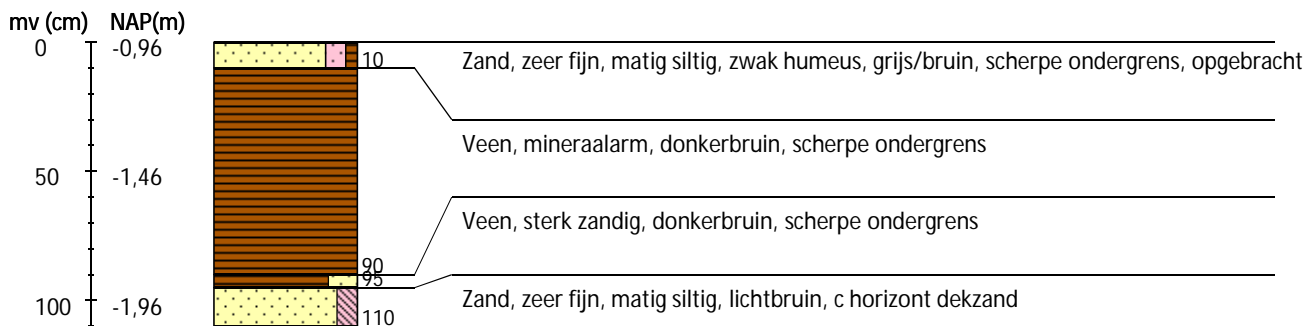 mv (cm) NAP(m)
0 -0,96
10
Zand, zeer fijn, matig siltig, zwak humeus, grijs/bruin, scherpe ondergrens, opgebracht
Veen, mineraalarm, donkerbruin, scherpe ondergrens
50 -1,46
Veen, sterk zandig, donkerbruin, scherpe ondergrens
90
95
100 -1,96
Zand, zeer fijn, matig siltig, lichtbruin, c horizont dekzand
110